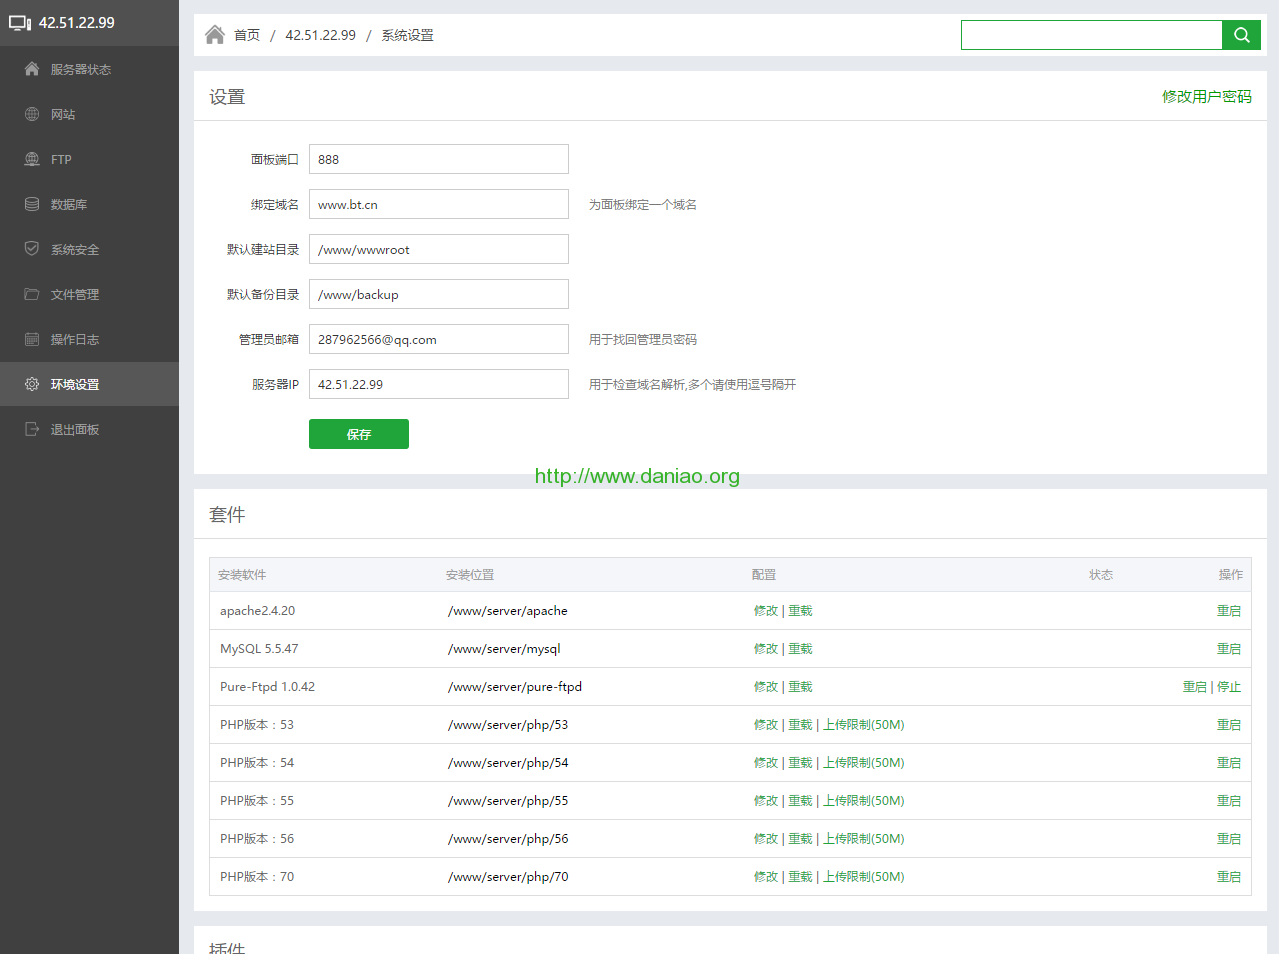 42.51.22.99
服务器状态
网站
FTP
数据库
系统安全
文件管理
操作日志
环境设置
退出面板
首页 / 42.51.22.99 / 系统设置
设置 修改用户密码
面板端口 888
绑定域名 www.bt.cn 为面板绑定一个域名
默认建站目录 /www/wwwroot
默认备份目录 /www/backup
管理员邮箱 287962566@qq.com 用于找回管理员密码
服务器IP 42.51.22.99 用于检查域名解析,多个请使用逗号隔开
保存
http://www.daniao.org
套件
安装软件 安装位置 配置 状态 操作
apache2.4.20 /www/server/apache 修改 | 重载 重启
MySQL 5.5.47 /www/server/mysql 修改 | 重载 重启
Pure-Ftpd 1.0.42 /www/server/pure-ftpd 修改 | 重载 重启 | 停止
PHP版本：53 /www/server/php/53 修改 | 重载 | 上传限制(50M) 重启
PHP版本：54 /www/server/php/54 修改 | 重载 | 上传限制(50M) 重启
PHP版本：55 /www/server/php/55 修改 | 重载 | 上传限制(50M) 重启
PHP版本：56 /www/server/php/56 修改 | 重载 | 上传限制(50M) 重启
PHP版本：70 /www/server/php/70 修改 | 重载 | 上传限制(50M) 重启
插件